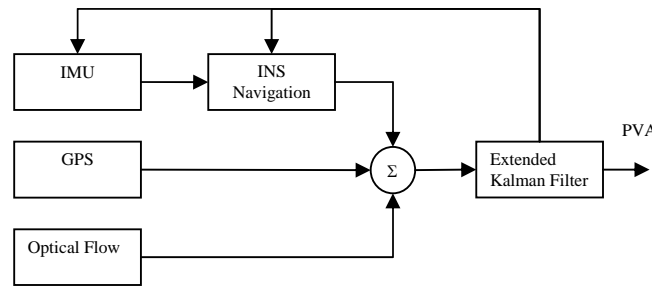 IMU
INS
Navigation
PVA
GPS
Σ
Extended
Kalman Filter
Optical Flow